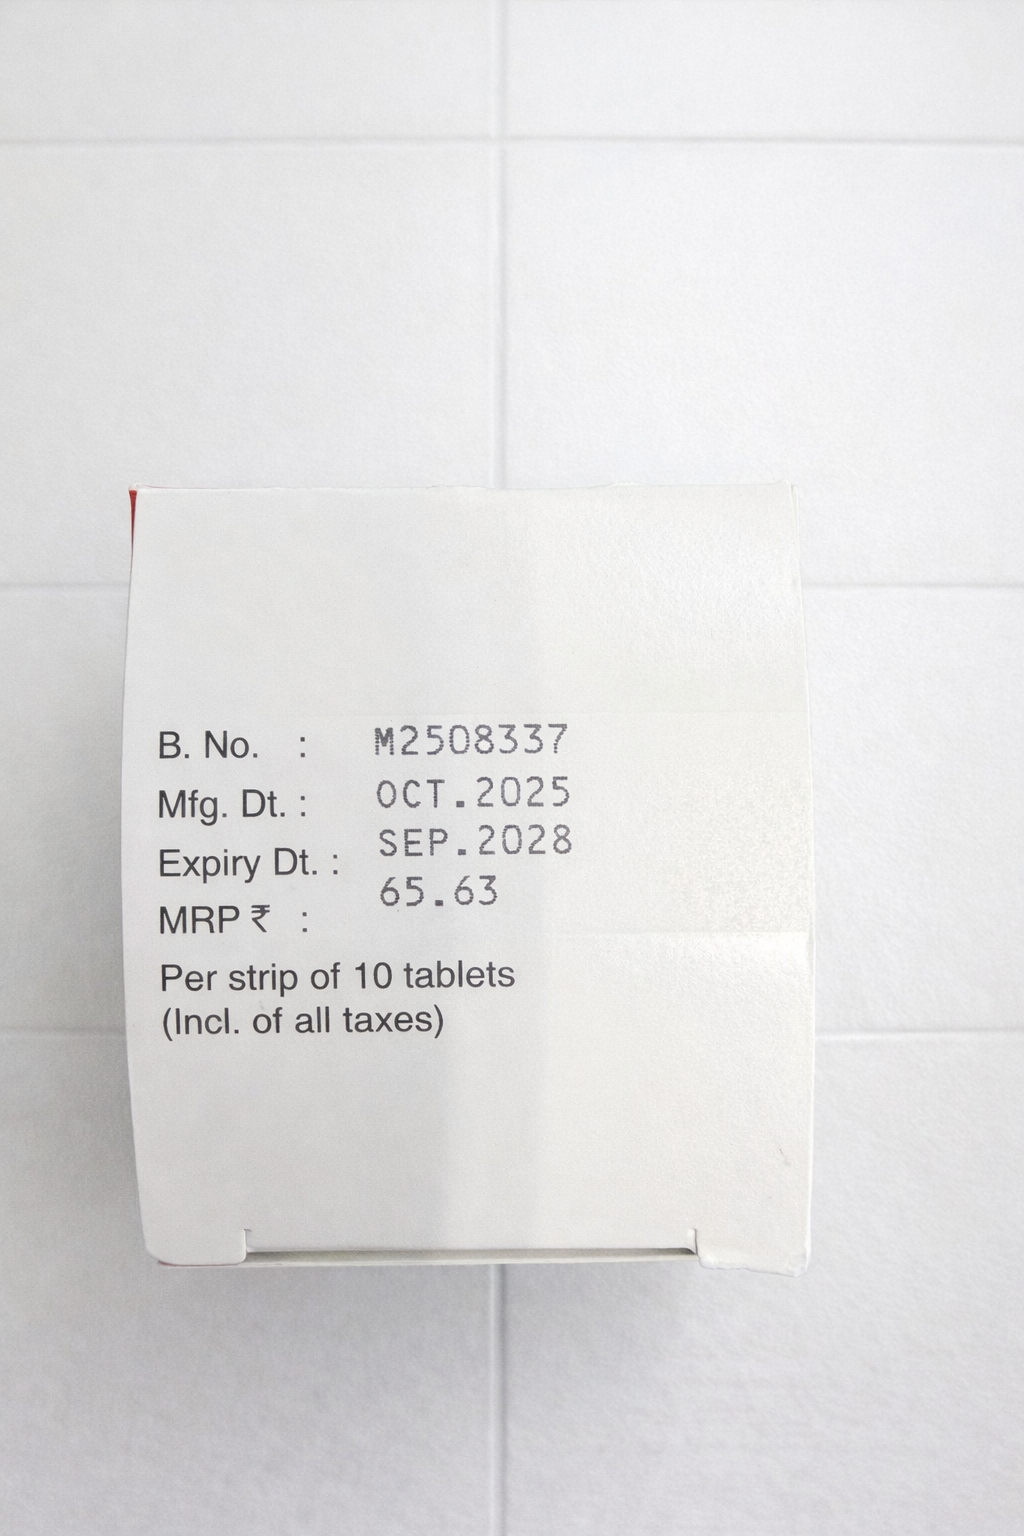 B. No. : M2508337
Mfg. Dt. : OCT.2025
Expiry Dt. : SEP.2028
MRP ₹ : 65.63
Per strip of 10 tablets
(Incl. of all taxes)